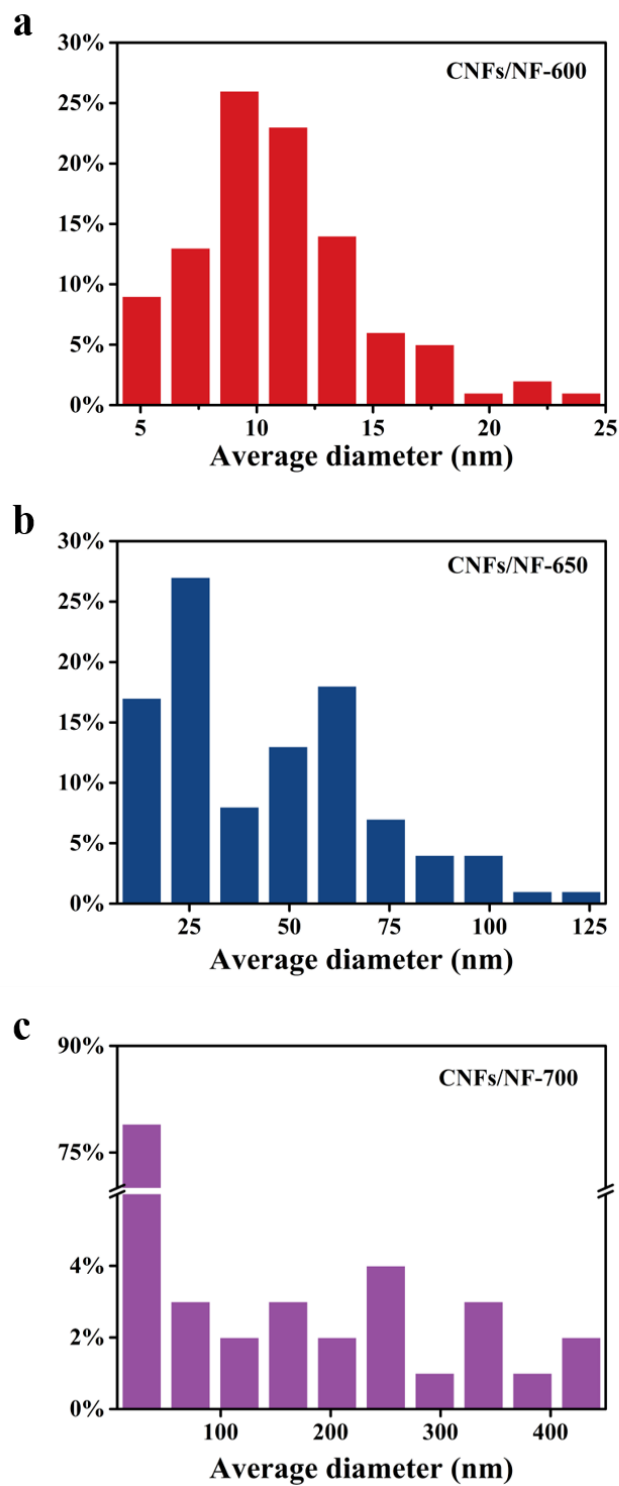 a
30%
CNFs/NF-600
25%
20%
15%
10%
5%
0%
5 10 15 20 25
Average diameter (nm)
b
30%
CNFs/NF-650
25%
20%
15%
10%
5%
0%
25 50 75 100 125
Average diameter (nm)
c
90%
CNFs/NF-700
75%
4%
2%
0%
100 200 300 400
Average diameter (nm)